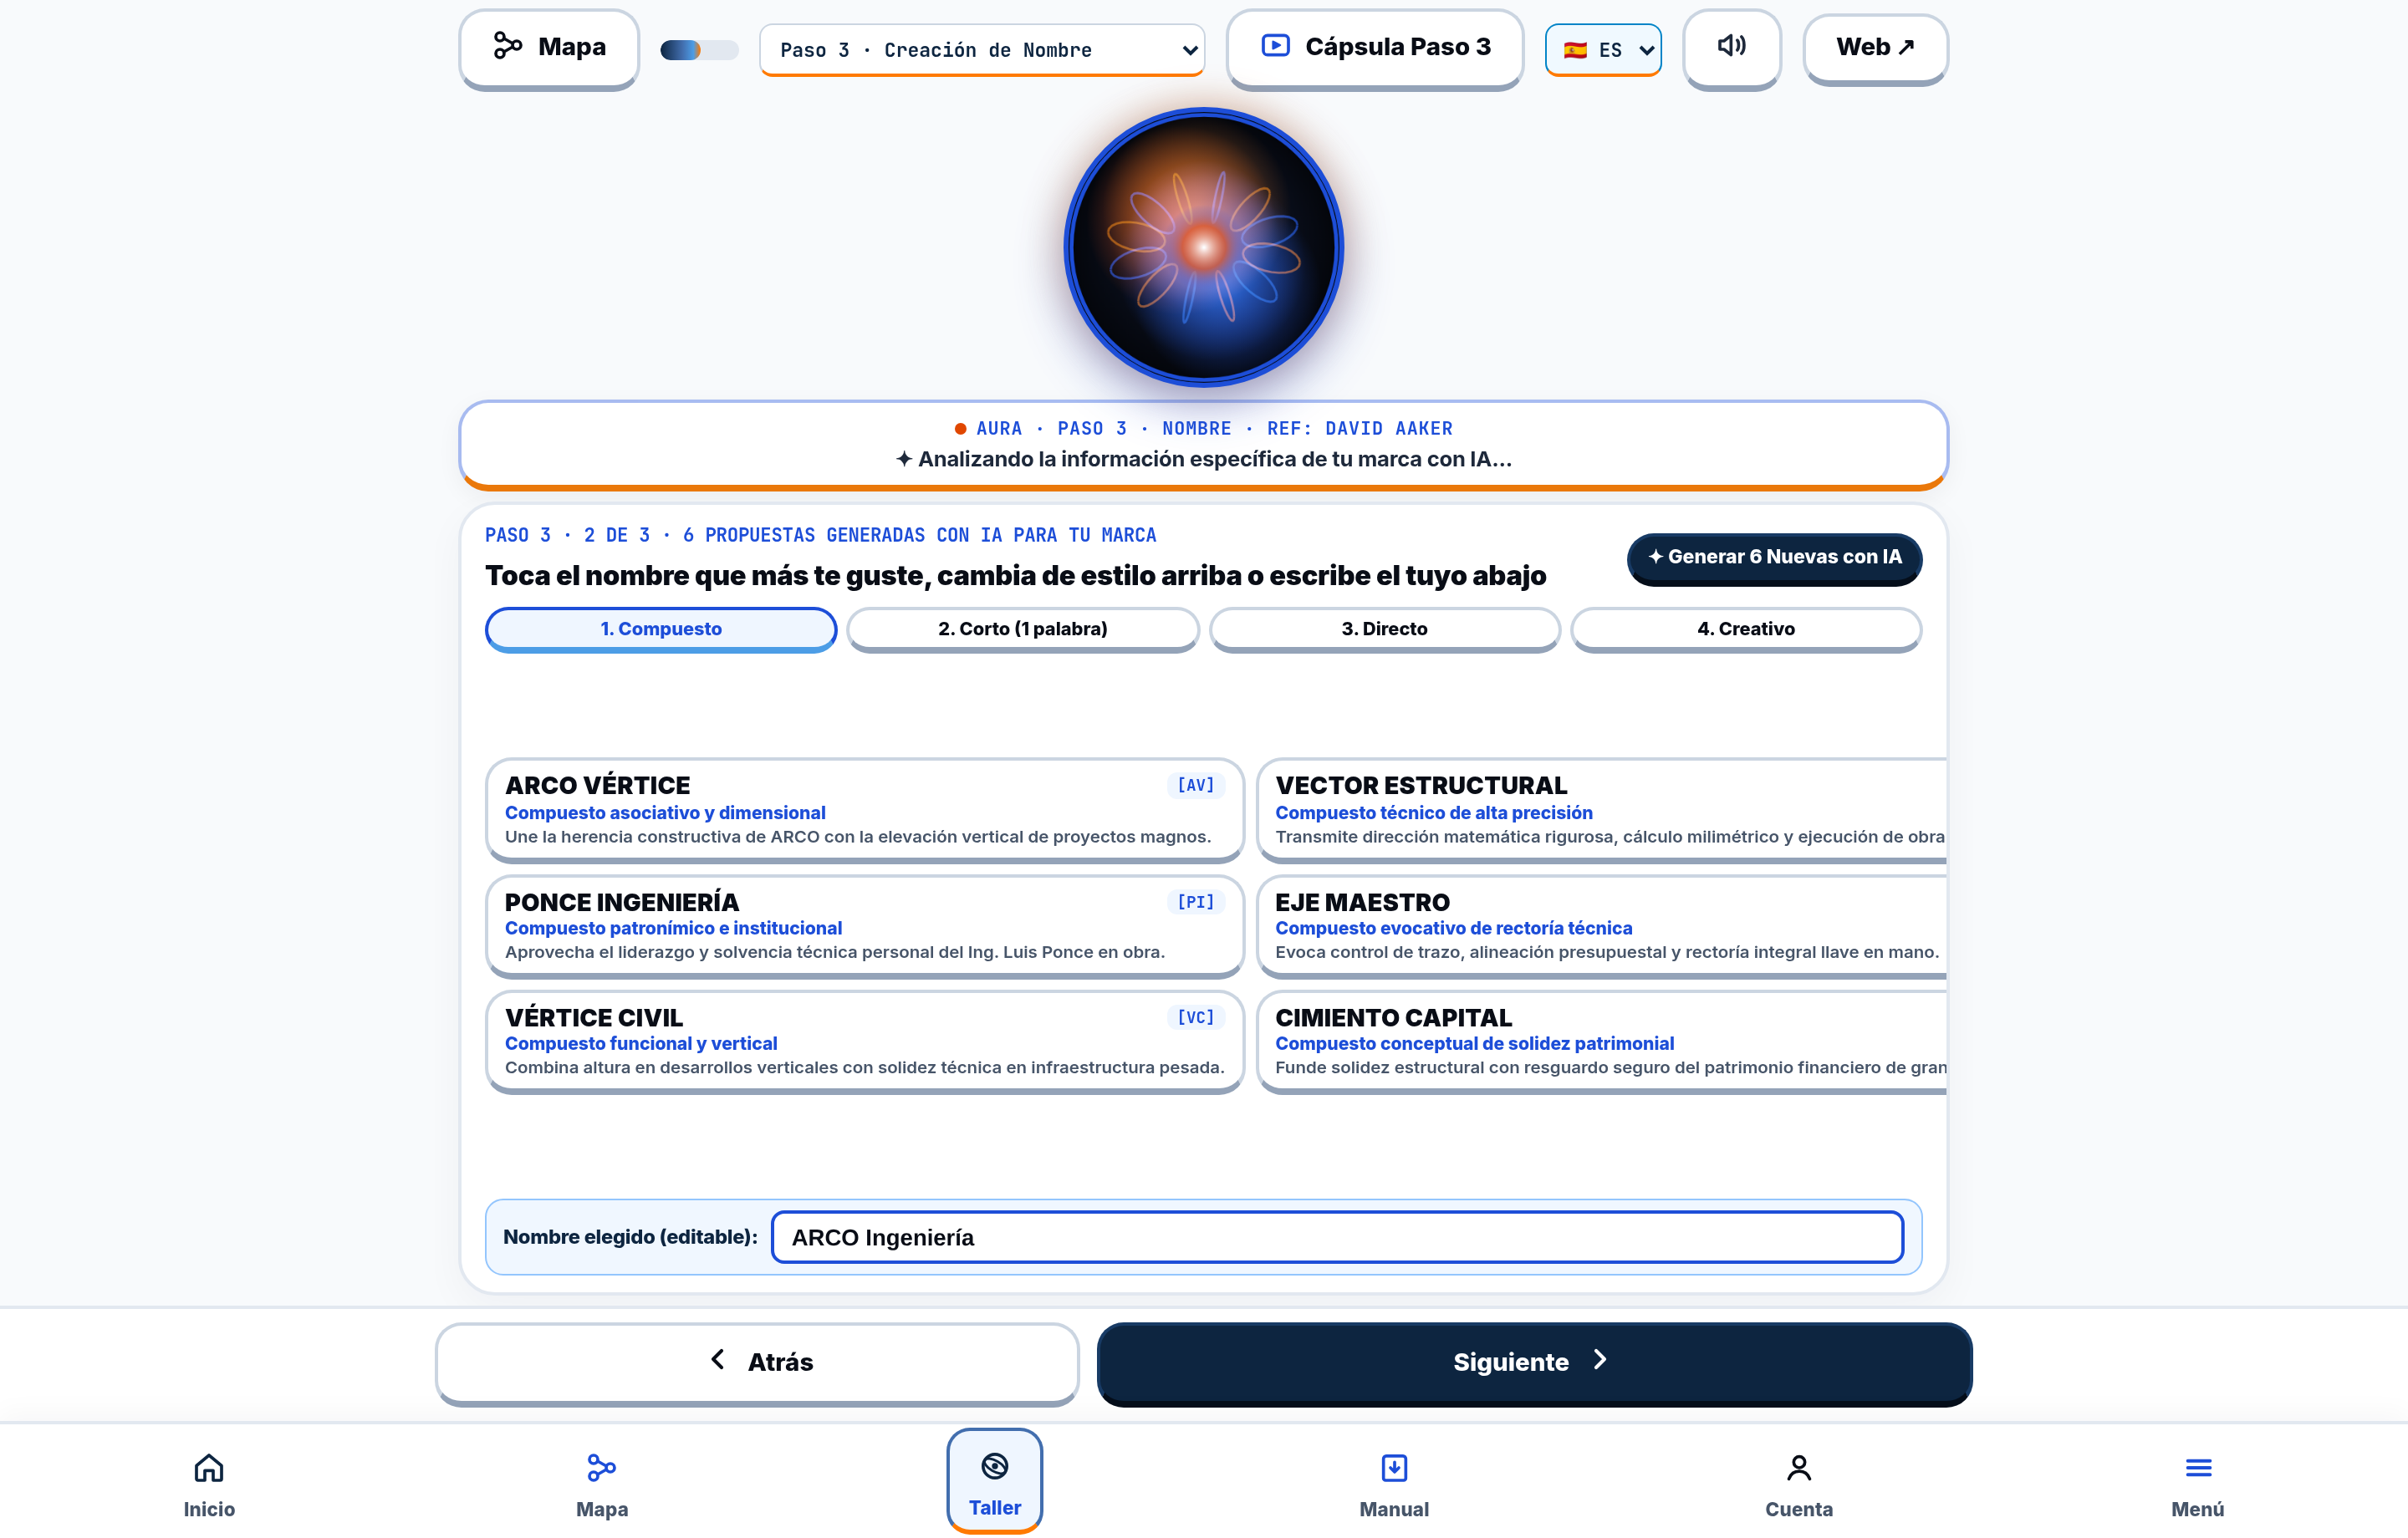 Mapa
Paso 3 · Creación de Nombre
Cápsula Paso 3
🇪🇸 ES
Web ↗
AURA · PASO 3 · NOMBRE · REF: DAVID AAKER
✦ Analizando la información específica de tu marca con IA...
PASO 3 · 2 DE 3 · 6 PROPUESTAS GENERADAS CON IA PARA TU MARCA
Toca el nombre que más te guste, cambia de estilo arriba o escribe el tuyo abajo
✦ Generar 6 Nuevas con IA
1. Compuesto
2. Corto (1 palabra)
3. Directo
4. Creativo
ARCO VÉRTICE
[AV]
Compuesto asociativo y dimensional
Une la herencia constructiva de ARCO con la elevación vertical de proyectos magnos.
VECTOR ESTRUCTURAL
Compuesto técnico de alta precisión
Transmite dirección matemática rigurosa, cálculo milimétrico y ejecución de obra
PONCE INGENIERÍA
[PI]
Compuesto patronímico e institucional
Aprovecha el liderazgo y solvencia técnica personal del Ing. Luis Ponce en obra.
EJE MAESTRO
Compuesto evocativo de rectoría técnica
Evoca control de trazo, alineación presupuestal y rectoría integral llave en mano.
VÉRTICE CIVIL
[VC]
Compuesto funcional y vertical
Combina altura en desarrollos verticales con solidez técnica en infraestructura pesada.
CIMIENTO CAPITAL
Compuesto conceptual de solidez patrimonial
Funde solidez estructural con resguardo seguro del patrimonio financiero de gran
Nombre elegido (editable):
ARCO Ingeniería
Atrás
Siguiente
Inicio
Mapa
Taller
Manual
Cuenta
Menú